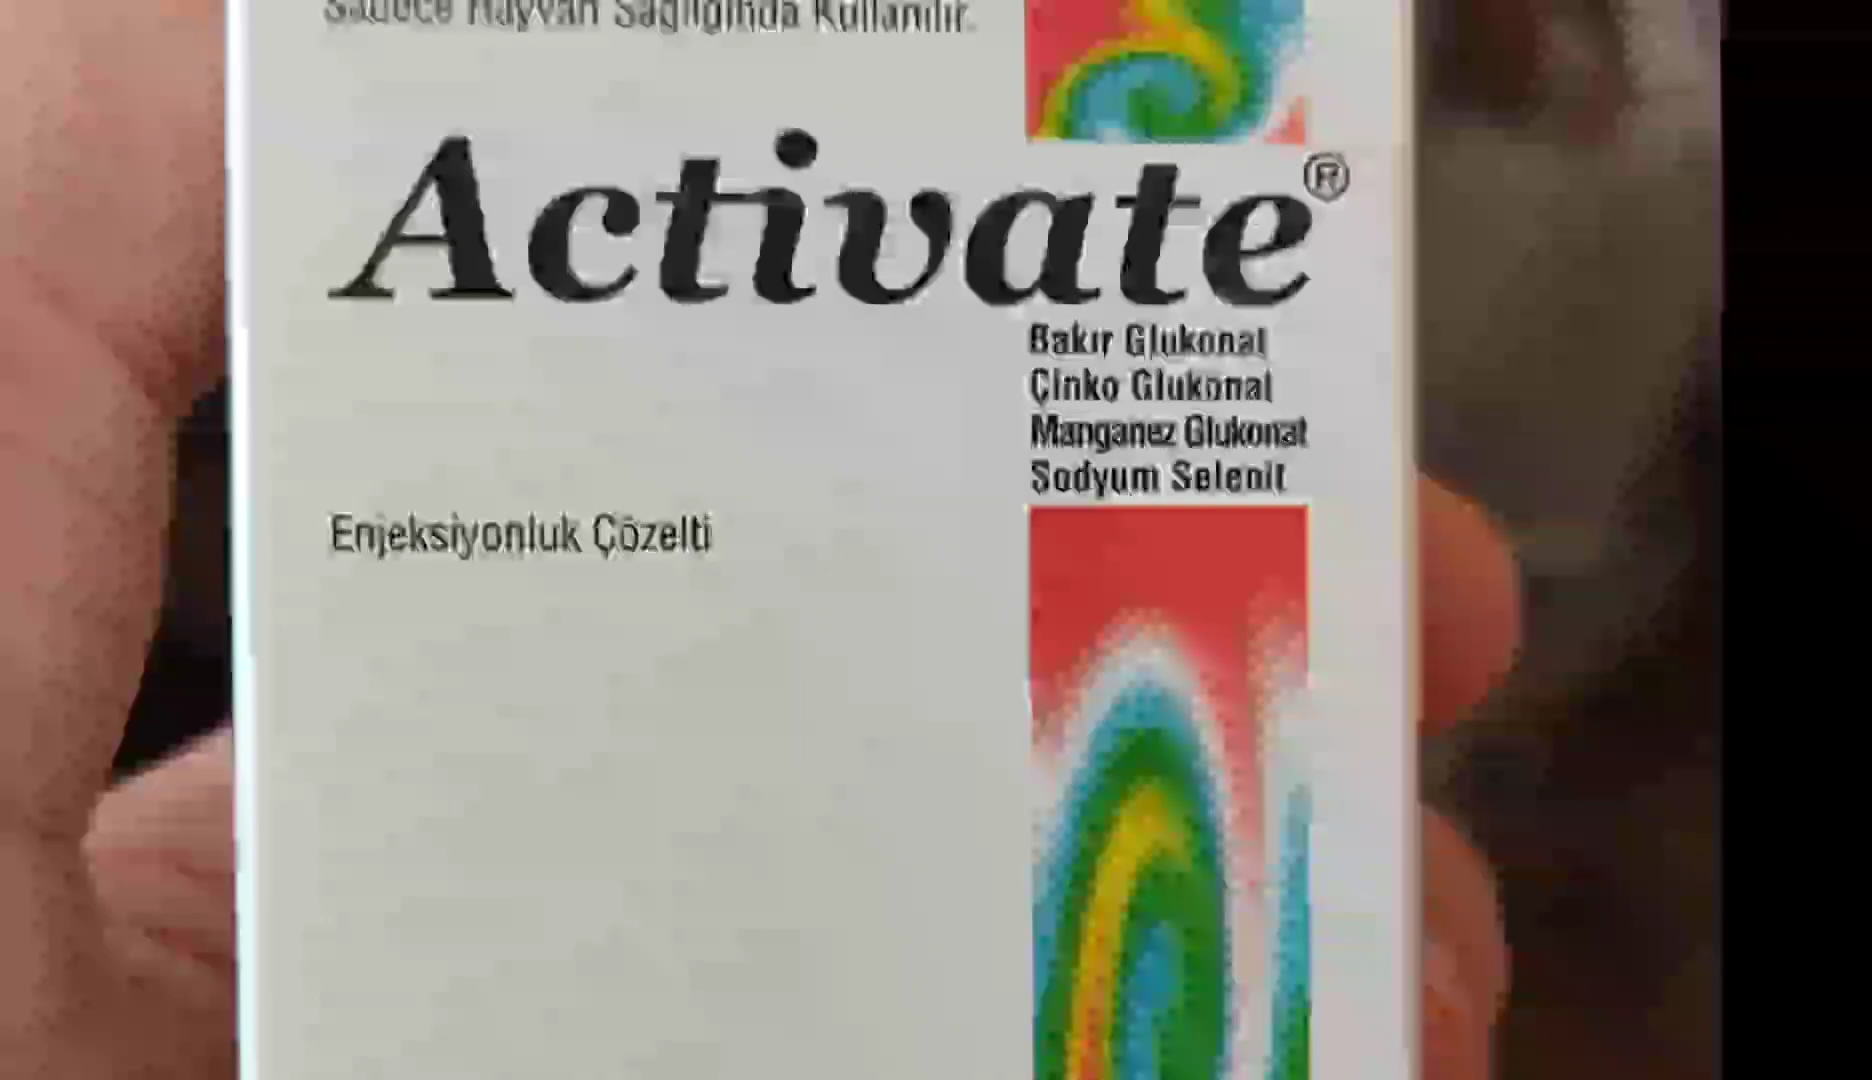 Sadece Hayvan Sağlığında Kullanılır.
Activate®
Bakır Glukonat
Çinko Glukonat
Manganez Glukonat
Sodyum Selenit
Enjeksiyonluk Çözelti